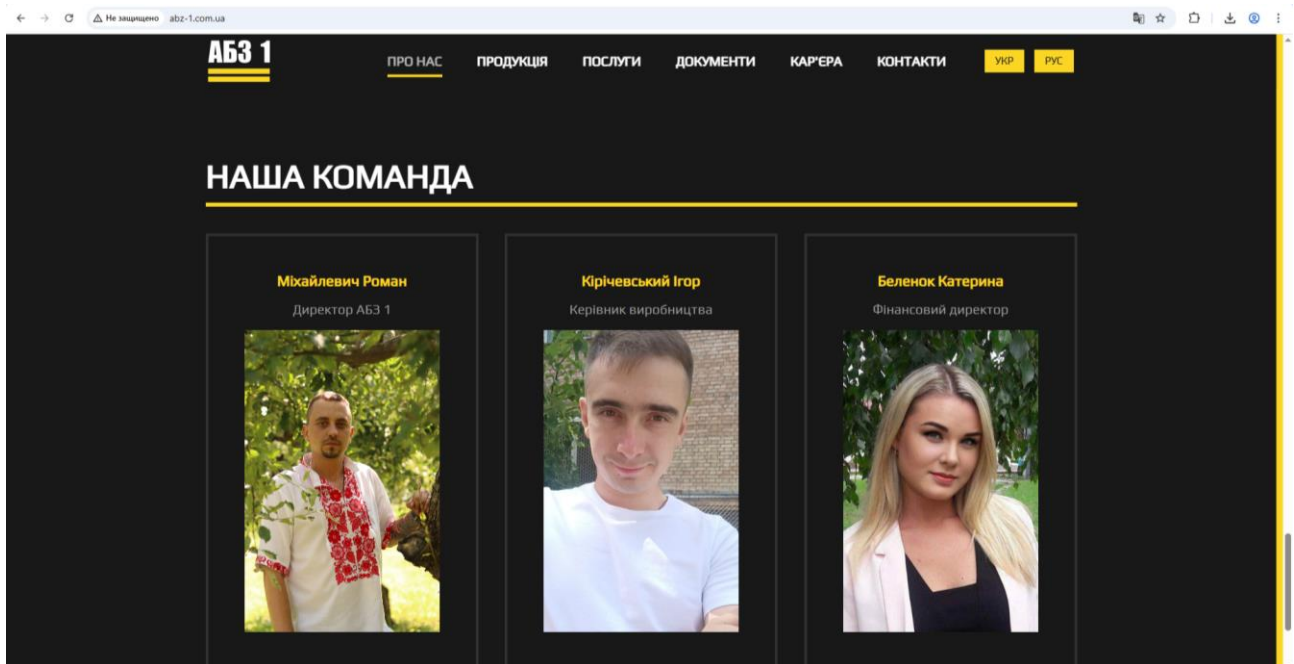 Не защищено abz-1.com.ua
АБЗ 1
ПРО НАС ПРОДУКЦІЯ ПОСЛУГИ ДОКУМЕНТИ КАР'ЄРА КОНТАКТИ УКР РУС
НАША КОМАНДА
Міхайлевич Роман
Директор АБЗ 1
Кірічевський Ігор
Керівник виробництва
Беленок Катерина
Фінансовий директор